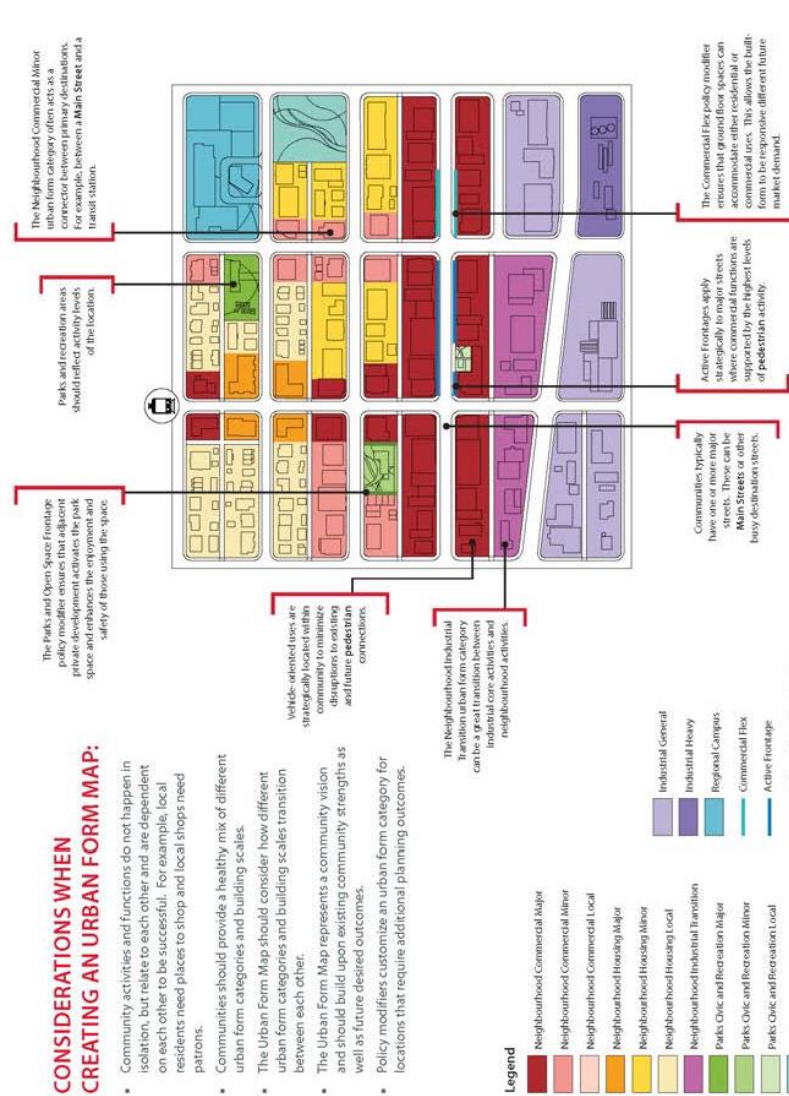 CONSIDERATIONS WHEN
CREATING AN URBAN FORM MAP:
• Community activities and functions do not happen in
isolation, but relate to each other and are dependent
on each other to be successful. For example, local
residents need places to shop and local shops need
patrons.
• Communities should provide a healthy mix of different
urban form categories and building scales.
• The Urban Form Map should consider how different
urban form categories and building scales transition
between each other.
• The Urban Form Map represents a community vision
and should build upon existing community strengths as
well as future desired outcomes.
• Policy modifiers customize an urban form category for
locations that require additional planning outcomes.
The Parks and Open Space Frontage
policy modifier ensures that adjacent
private development activates the park
space and enhances the enjoyment and
safety of those using the space.
Parks and recreation areas
should reflect activity levels
of the location.
The Neighbourhood Commercial Minor
urban form category often acts as a
connector between primary destinations.
For example, between a Main Street and a
transit station.
Vehicle-oriented uses are
strategically located within
community to minimize
disruptions to existing
and future pedestrian
connections.
The Neighbourhood Industrial
Transition urban form category
can be a great transition between
Industrial core activities and
neighbourhood activities.
Communities typically
have one or more major
streets. These can be
Main Streets or other
busy destination streets.
Active Frontages apply
strategically to major streets
where commercial functions are
supported by the highest levels
of pedestrian activity.
The Commercial Flex policy modifier
ensures that ground floor spaces can
accommodate either residential or
commercial uses. This allows the built-
form to be responsive different future
market demand.
Legend
Neighbourhood Commercial Major
Neighbourhood Commercial Minor
Neighbourhood Commercial Local
Neighbourhood Housing Major
Neighbourhood Housing Minor
Neighbourhood Housing Local
Neighbourhood Industrial Transition
Parks Civic and Recreation Major
Parks Civic and Recreation Minor
Parks Civic and Recreation Local
Industrial General
Industrial Heavy
Regional Campus
Commercial Flex
Active Frontage